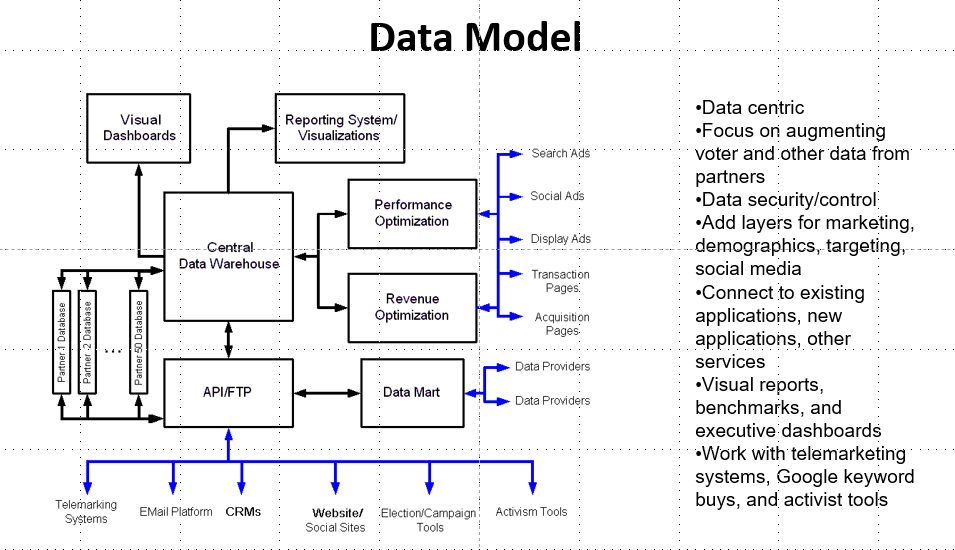 Data Model
Visual
Dashboards
Reporting System/
Visualizations
Search Ads
Performance
Optimization
Social Ads
Central
Data Warehouse
Display Ads
Revenue
Optimization
Transaction
Pages
Acquisition
Pages
Partner 1 Database
Partner 2 Database
...
Partner 50 Database
API/FTP
Data Mart
Data Providers
Data Providers
Telemarking
Systems
EMail Platform
CRMs
Website/
Social Sites
Election/Campaign
Tools
Activism Tools
•Data centric
•Focus on augmenting
voter and other data from
partners
•Data security/control
•Add layers for marketing,
demographics, targeting,
social media
•Connect to existing
applications, new
applications, other
services
•Visual reports,
benchmarks, and
executive dashboards
•Work with telemarketing
systems, Google keyword
buys, and activist tools